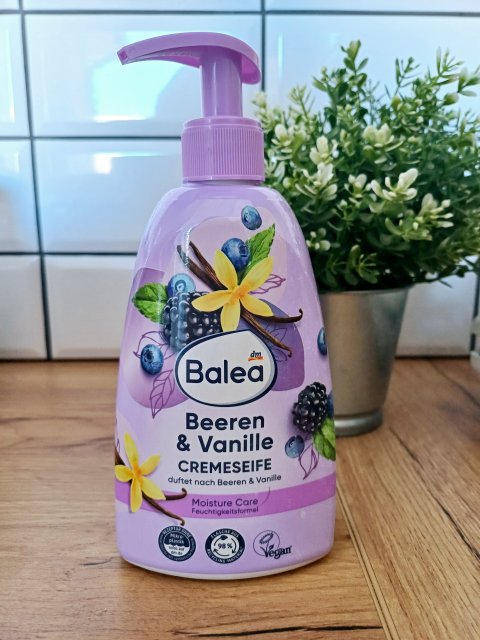 dm
Balea
Beeren
& Vanille
CREMESEIFE
duftet nach Beeren & Vanille
Moisture Care
Feuchtigkeitsformel
98 %
Vegan